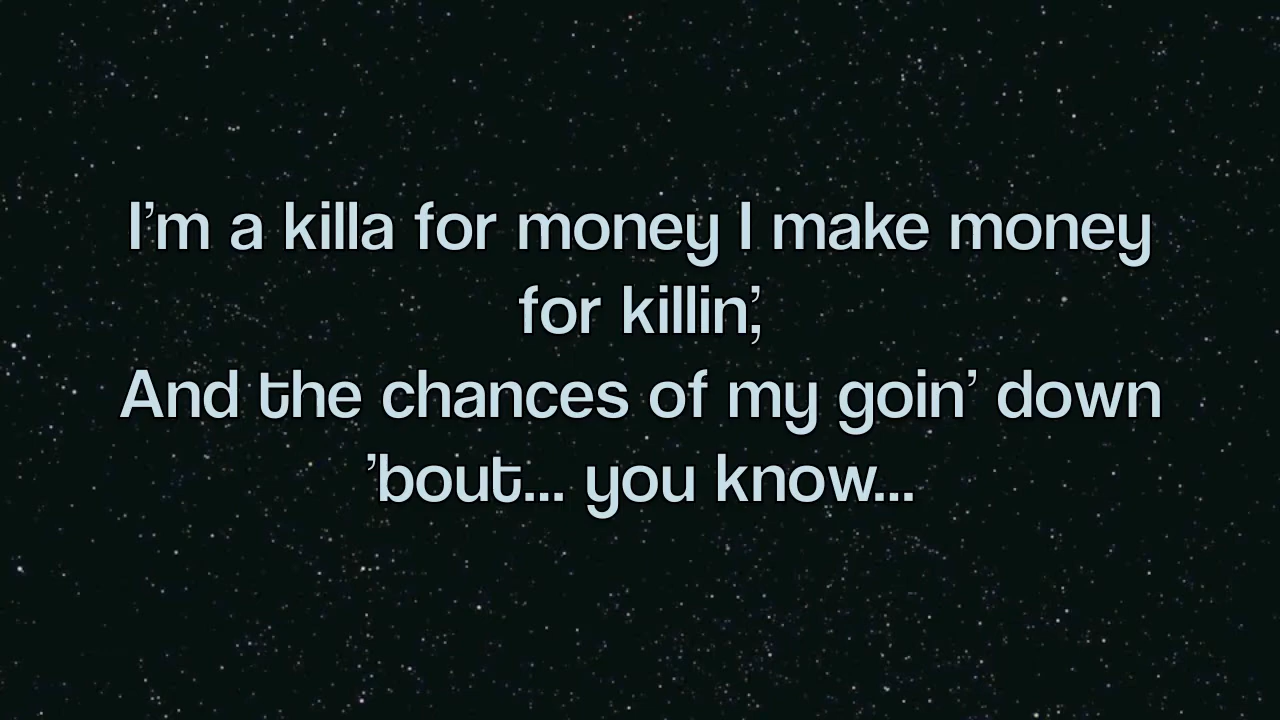 I’m a killa for money I make money
for killin’,
And the chances of my goin’ down
’bout... you know...